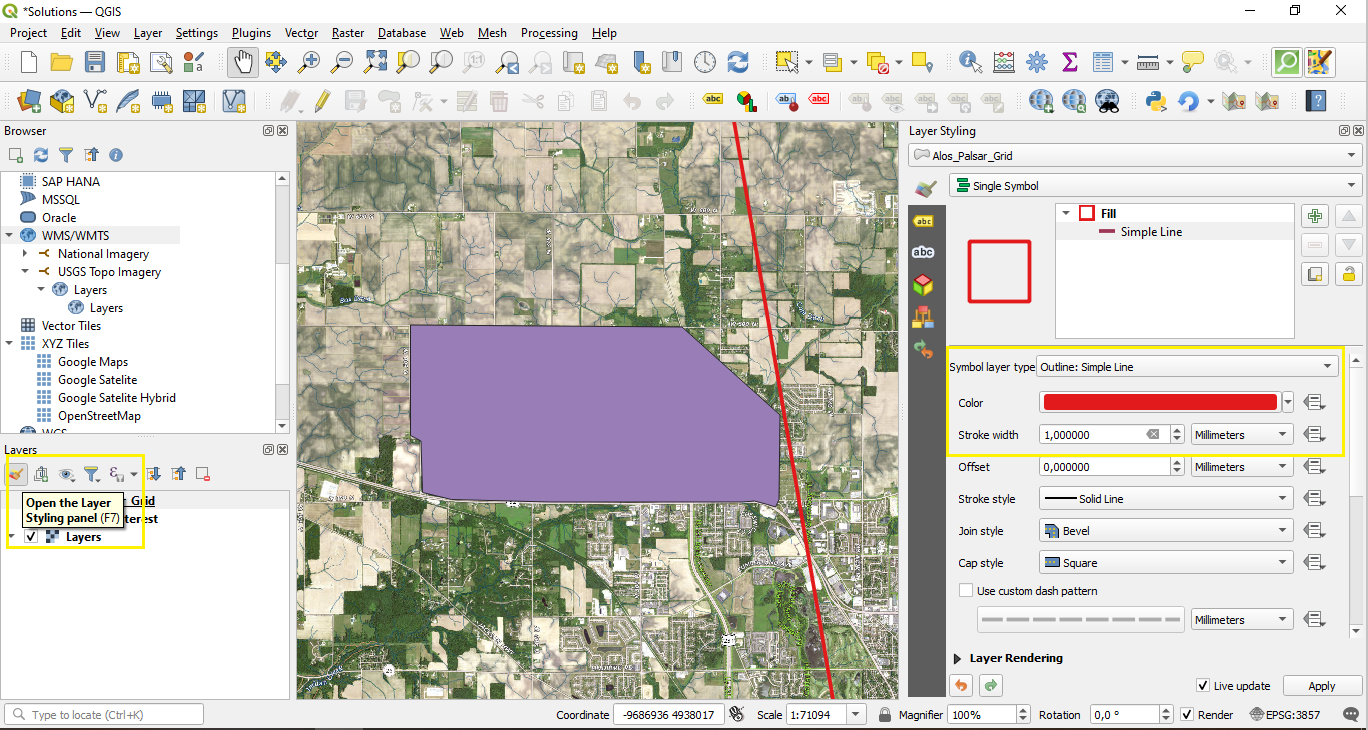 *Solutions — QGIS
Project Edit View Layer Settings Plugins Vector Raster Database Web Mesh Processing Help
Browser
SAP HANA
MSSQL
Oracle
WMS/WMTS
National Imagery
USGS Topo Imagery
Layers
Layers
Vector Tiles
XYZ Tiles
Google Maps
Google Satelite
Google Satelite Hybrid
OpenStreetMap
WCS
Layers
Grid
Open the Layer
Styling panel (F7)
terest
Layers
Layer Styling
Alos_Palsar_Grid
Single Symbol
Fill
Simple Line
Symbol layer type Outline: Simple Line
Color
Stroke width 1,000000 Millimeters
Offset 0,000000 Millimeters
Stroke style Solid Line
Join style Bevel
Cap style Square
Use custom dash pattern
Millimeters
Layer Rendering
Live update Apply
Type to locate (Ctrl+K) Coordinate -9686936 4938017 Scale 1:71094 Magnifier 100% Rotation 0,0 ° Render EPSG:3857